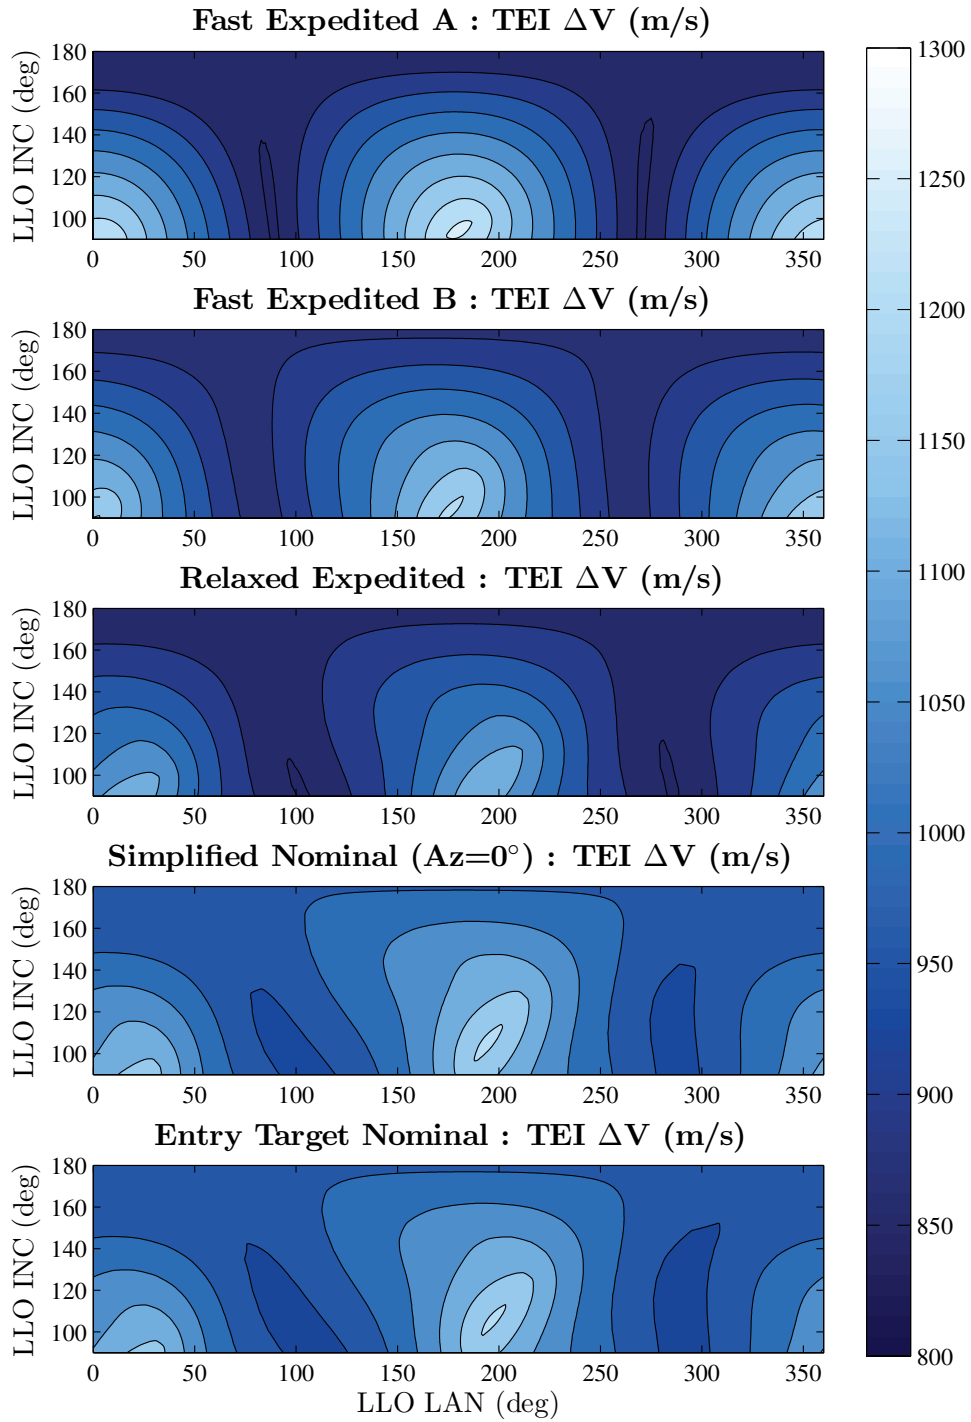 Fast Expedited A : TEI ΔV (m/s)
LLO INC (deg)
180
160
140
120
100
0 50 100 150 200 250 300 350
Fast Expedited B : TEI ΔV (m/s)
LLO INC (deg)
180
160
140
120
100
0 50 100 150 200 250 300 350
Relaxed Expedited : TEI ΔV (m/s)
LLO INC (deg)
180
160
140
120
100
0 50 100 150 200 250 300 350
Simplified Nominal (Az=0°) : TEI ΔV (m/s)
LLO INC (deg)
180
160
140
120
100
0 50 100 150 200 250 300 350
Entry Target Nominal : TEI ΔV (m/s)
LLO INC (deg)
180
160
140
120
100
0 50 100 150 200 250 300 350
LLO LAN (deg)
1300
1250
1200
1150
1100
1050
1000
950
900
850
800